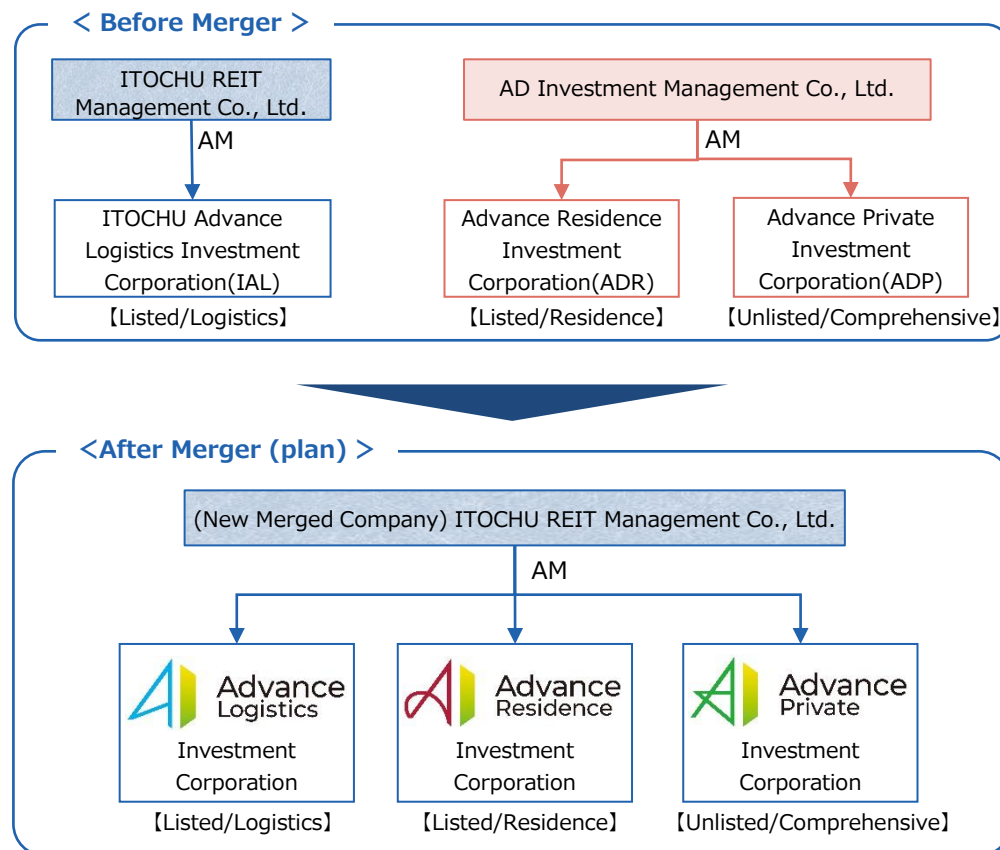 < Before Merger >
ITOCHU REIT
Management Co., Ltd.
AD Investment Management Co., Ltd.
AM
AM
ITOCHU Advance
Logistics Investment
Corporation(IAL)
Advance Residence
Investment
Corporation(ADR)
Advance Private
Investment
Corporation(ADP)
【Listed/Logistics】
【Listed/Residence】
【Unlisted/Comprehensive】
<After Merger (plan) >
(New Merged Company) ITOCHU REIT Management Co., Ltd.
AM
Advance
Logistics
Investment
Corporation
Advance
Residence
Investment
Corporation
Advance
Private
Investment
Corporation
【Listed/Logistics】
【Listed/Residence】
【Unlisted/Comprehensive】